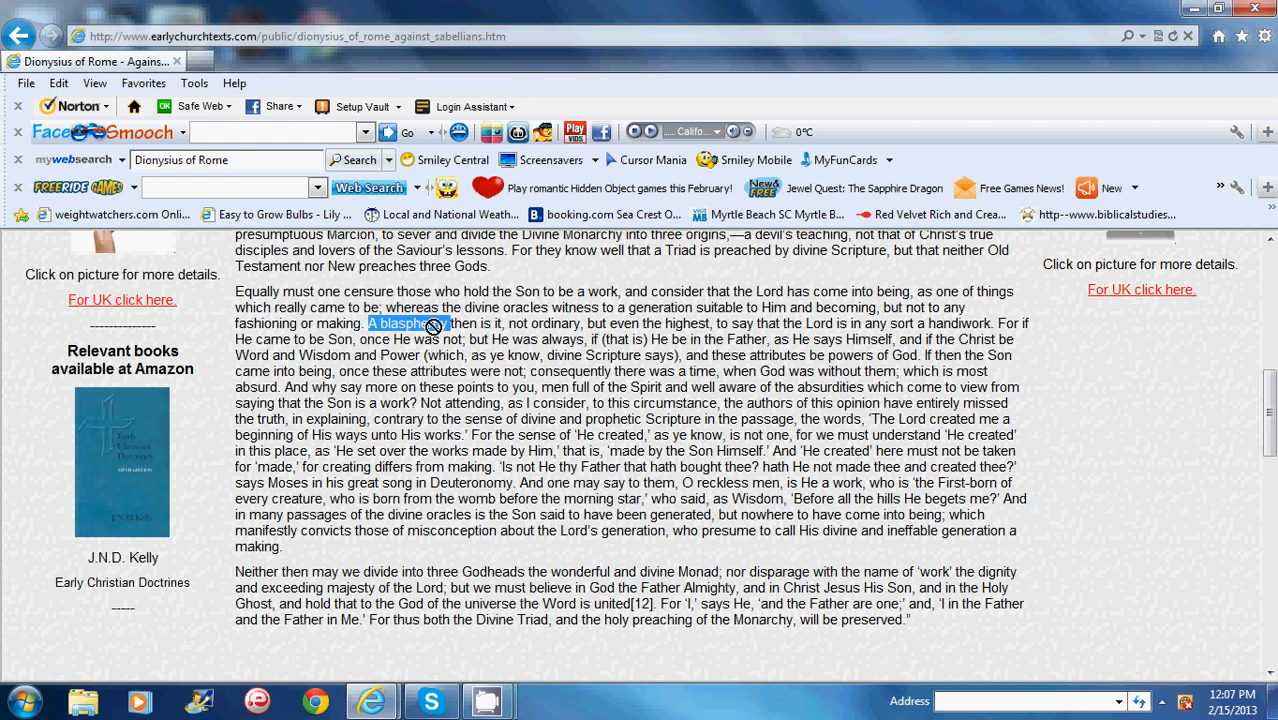 http://www.earlychurchtexts.com/public/dionysius_of_rome_against_sabellians.htm
Dionysius of Rome - Agains...
File Edit View Favorites Tools Help
Norton Safe Web Share Setup Vault Login Assistant
FaceSmooch Go Play VIDS ..... Califo... 0°C
mywebsearch Dionysius of Rome Search Smiley Central Screensavers Cursor Mania Smiley Mobile MyFunCards
FREERIDE GAMES Web Search Play romantic Hidden Object games this February! New& FREE Jewel Quest: The Sapphire Dragon Free Games News! New
weightwatchers.com Onli... Easy to Grow Bulbs - Lily ... Local and National Weath... booking.com Sea Crest O... Myrtle Beach SC Myrtle B... Red Velvet Rich and Crea... http--www.biblicalstudies...
presumptuous Marcion, to sever and divide the Divine Monarchy into three origins,—a devil's teaching, not that of Christ's true
disciples and lovers of the Saviour's lessons. For they know well that a Triad is preached by divine Scripture, but that neither Old
Testament nor New preaches three Gods.
Equally must one censure those who hold the Son to be a work, and consider that the Lord has come into being, as one of things
which really came to be; whereas the divine oracles witness to a generation suitable to Him and becoming, but not to any
fashioning or making. A blasphemy then is it, not ordinary, but even the highest, to say that the Lord is in any sort a handiwork. For if
He came to be Son, once He was not; but He was always, if (that is) He be in the Father, as He says Himself, and if the Christ be
Word and Wisdom and Power (which, as ye know, divine Scripture says), and these attributes be powers of God. If then the Son
came into being, once these attributes were not; consequently there was a time, when God was without them; which is most
absurd. And why say more on these points to you, men full of the Spirit and well aware of the absurdities which come to view from
saying that the Son is a work? Not attending, as I consider, to this circumstance, the authors of this opinion have entirely missed
the truth, in explaining, contrary to the sense of divine and prophetic Scripture in the passage, the words, 'The Lord created me a
beginning of His ways unto His works.' For the sense of 'He created,' as ye know, is not one, for we must understand 'He created'
in this place, as 'He set over the works made by Him,' that is, 'made by the Son Himself.' And 'He created' here must not be taken
for 'made,' for creating differs from making. 'Is not He thy Father that hath bought thee? hath He not made thee and created thee?'
says Moses in his great song in Deuteronomy. And one may say to them, O reckless men, is He a work, who is 'the First-born of
every creature, who is born from the womb before the morning star,' who said, as Wisdom, 'Before all the hills He begets me?' And
in many passages of the divine oracles is the Son said to have been generated, but nowhere to have come into being; which
manifestly convicts those of misconception about the Lord's generation, who presume to call His divine and ineffable generation a
making.
Neither then may we divide into three Godheads the wonderful and divine Monad; nor disparage with the name of 'work' the dignity
and exceeding majesty of the Lord; but we must believe in God the Father Almighty, and in Christ Jesus His Son, and in the Holy
Ghost, and hold that to the God of the universe the Word is united[12]. For 'I,' says He, 'and the Father are one;' and, 'I in the Father
and the Father in Me.' For thus both the Divine Triad, and the holy preaching of the Monarchy, will be preserved.”
Click on picture for more details.
For UK click here.
---------------
Relevant books
available at Amazon
Early
Christian
Doctrines
J.N.D. Kelly
J.N.D. Kelly
Early Christian Doctrines
-----
Click on picture for more details.
For UK click here.
Address
12:07 PM
2/15/2013